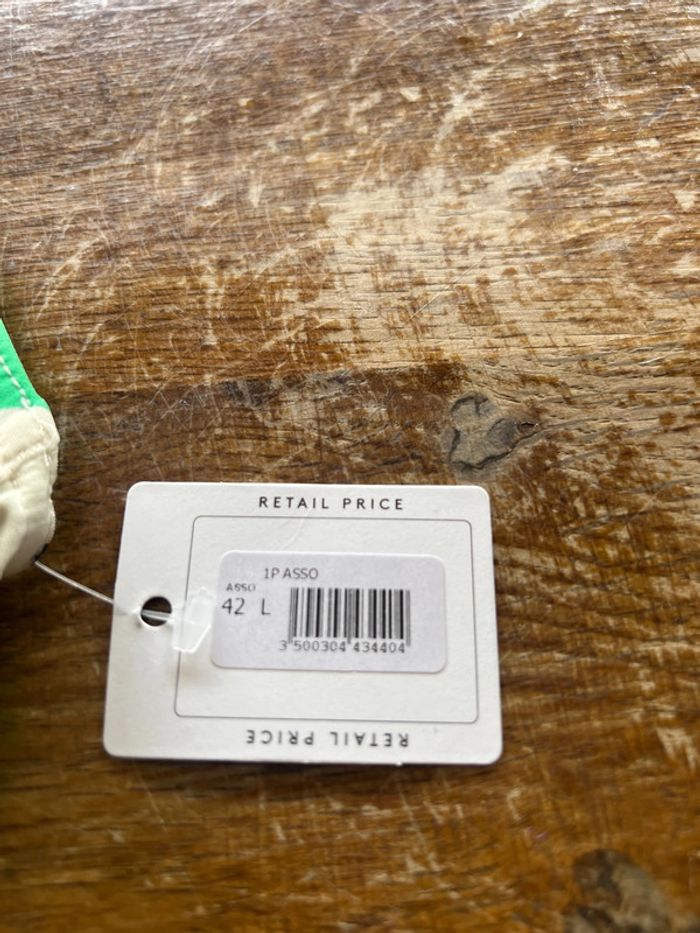 RETAIL PRICE
1P ASSO
ASSO
42 L
3 500304 434404
RETAIL PRICE